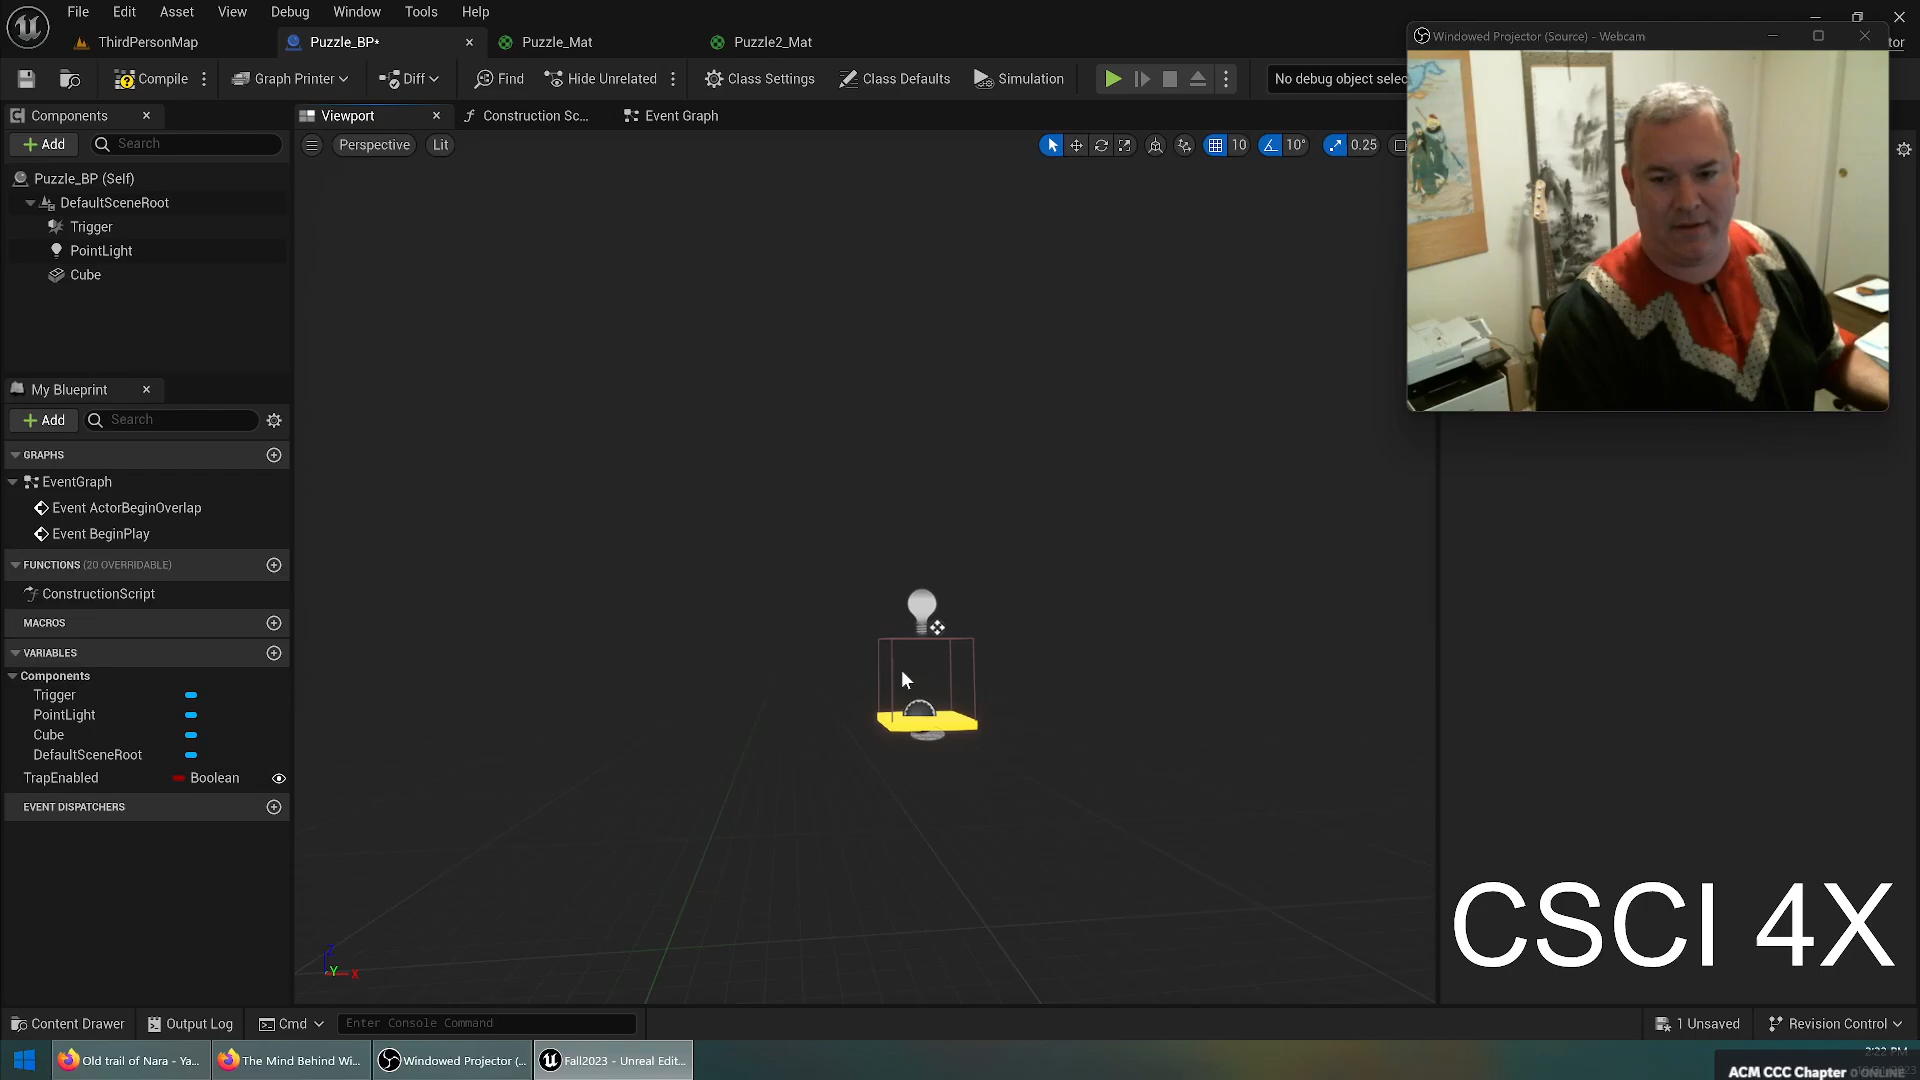 File Edit Asset View Debug Window Tools Help
ThirdPersonMap
Puzzle_BP*
Puzzle_Mat
Puzzle2_Mat
Windowed Projector (Source) - Webcam
Compile
Graph Printer
Diff
Find
Hide Unrelated
Class Settings
Class Defaults
Simulation
No debug object selec
Components
Viewport
Construction Sc...
Event Graph
Add
Search
Perspective
Lit
10
10°
0.25
Puzzle_BP (Self)
DefaultSceneRoot
Trigger
PointLight
Cube
My Blueprint
Add
Search
GRAPHS
EventGraph
Event ActorBeginOverlap
Event BeginPlay
FUNCTIONS (20 OVERRIDABLE)
ConstructionScript
MACROS
VARIABLES
Components
Trigger
PointLight
Cube
DefaultSceneRoot
TrapEnabled Boolean
EVENT DISPATCHERS
Z
Y
X
CSCI 4X
Content Drawer
Output Log
Cmd
Enter Console Command
1 Unsaved
Revision Control
Old trail of Nara - Ya...
The Mind Behind Wi...
Windowed Projector (...
Fall2023 - Unreal Edit...
2:22 PM
ACM CCC Chapter 0 ONLINE